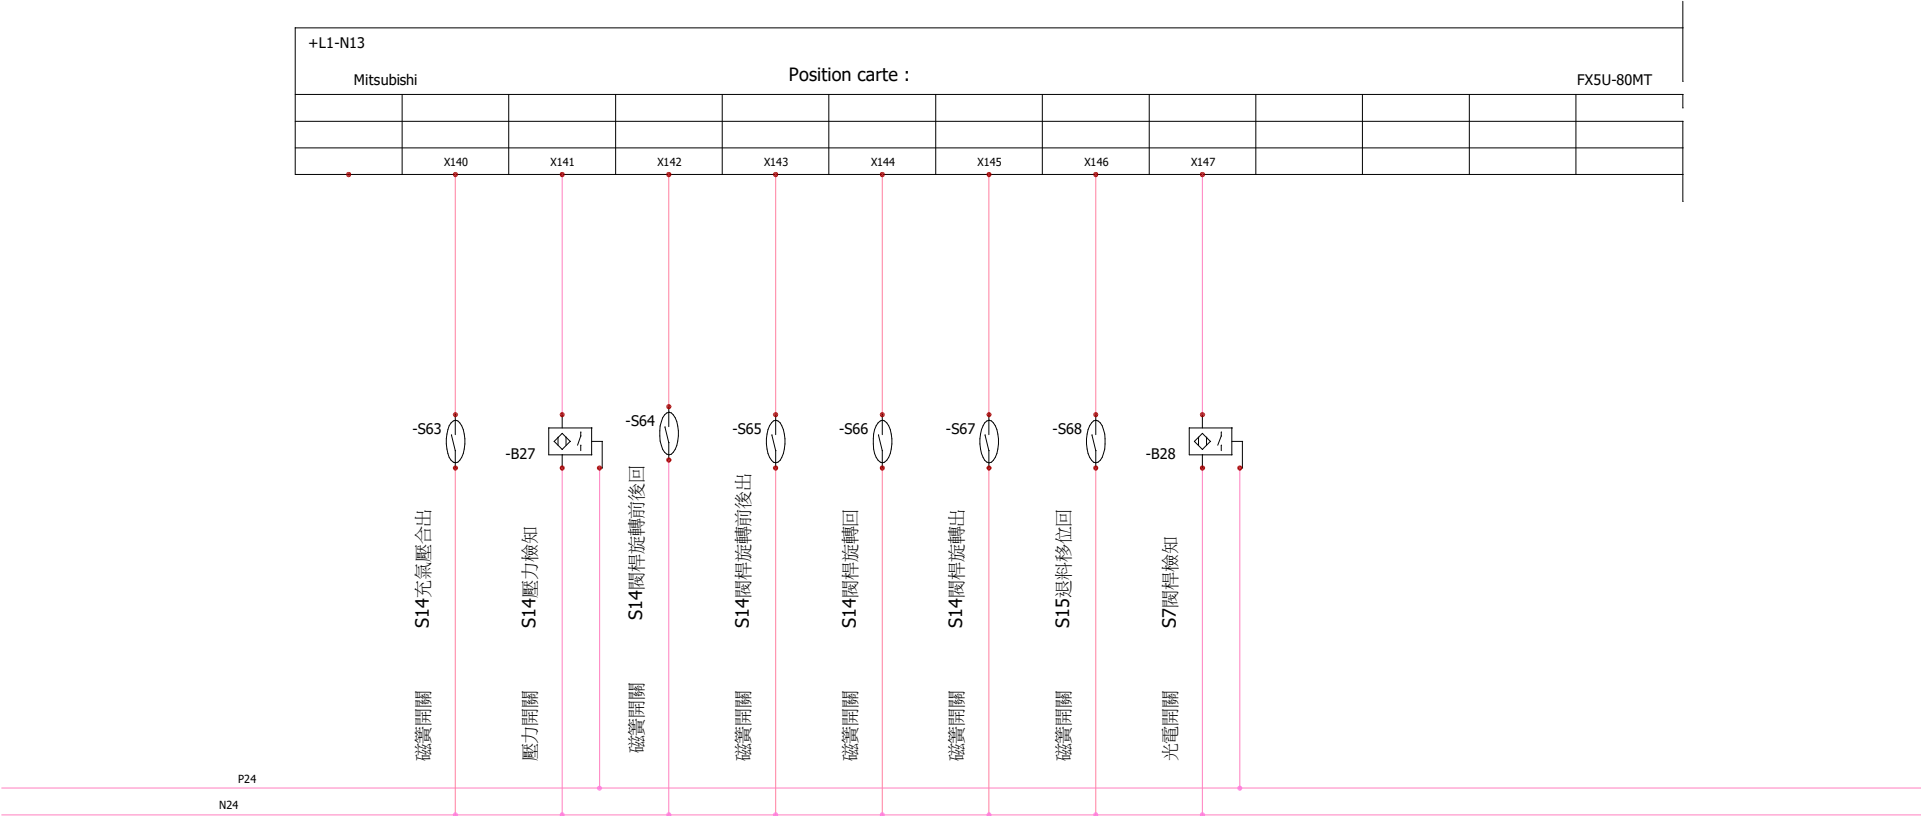 +L1-N13
Mitsubishi
Position carte :
FX5U-80MT
X140
X141
X142
X143
X144
X145
X146
X147
-S63
-B27
-S64
-S65
-S66
-S67
-S68
-B28
S14充氣壓合出
S14壓力檢知
S14閥桿旋轉前後回
S14閥桿旋轉前後出
S14閥桿旋轉回
S14閥桿旋轉出
S15退料移位回
S7閥桿檢知
磁簧開關
壓力開關
磁簧開關
磁簧開關
磁簧開關
磁簧開關
磁簧開關
光電開關
P24
N24